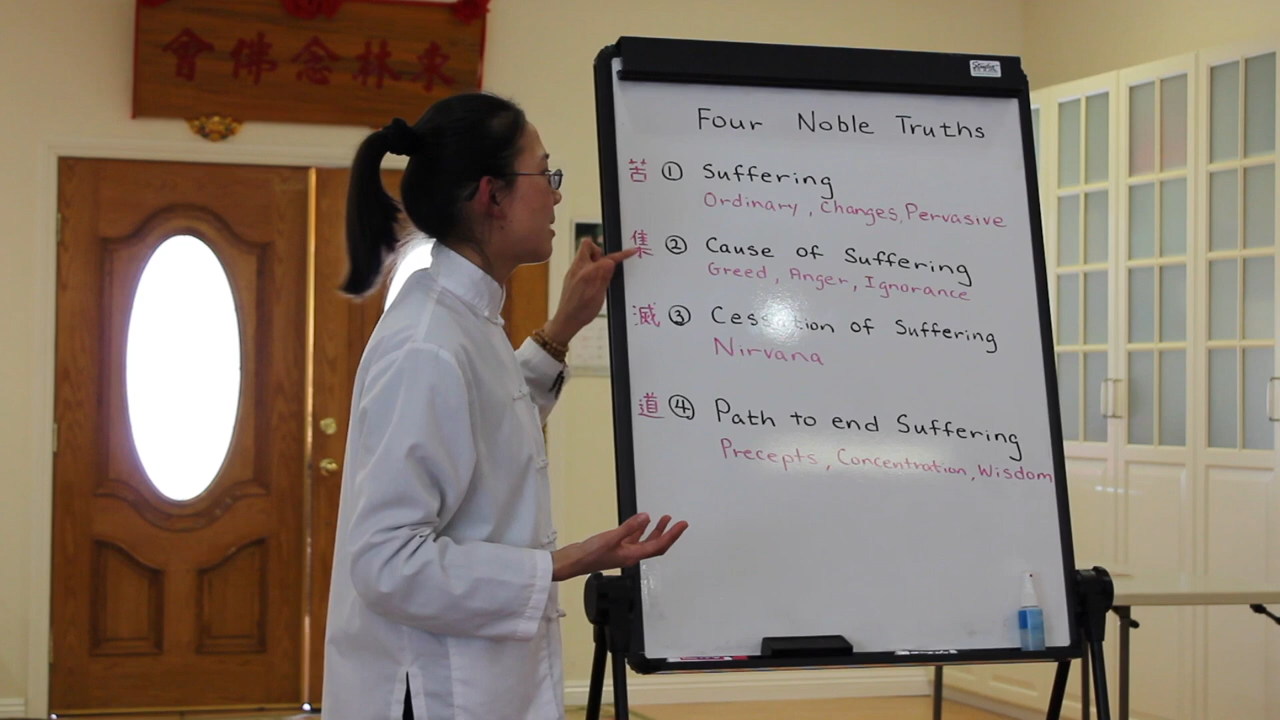 會佛念林東
Four Noble Truths
苦 ① Suffering
Ordinary, Changes, Pervasive
集 ② Cause of Suffering
Greed, Anger, Ignorance
滅 ③ Cessation of Suffering
Nirvana
道 ④ Path to end Suffering
Precepts, Concentration, Wisdom